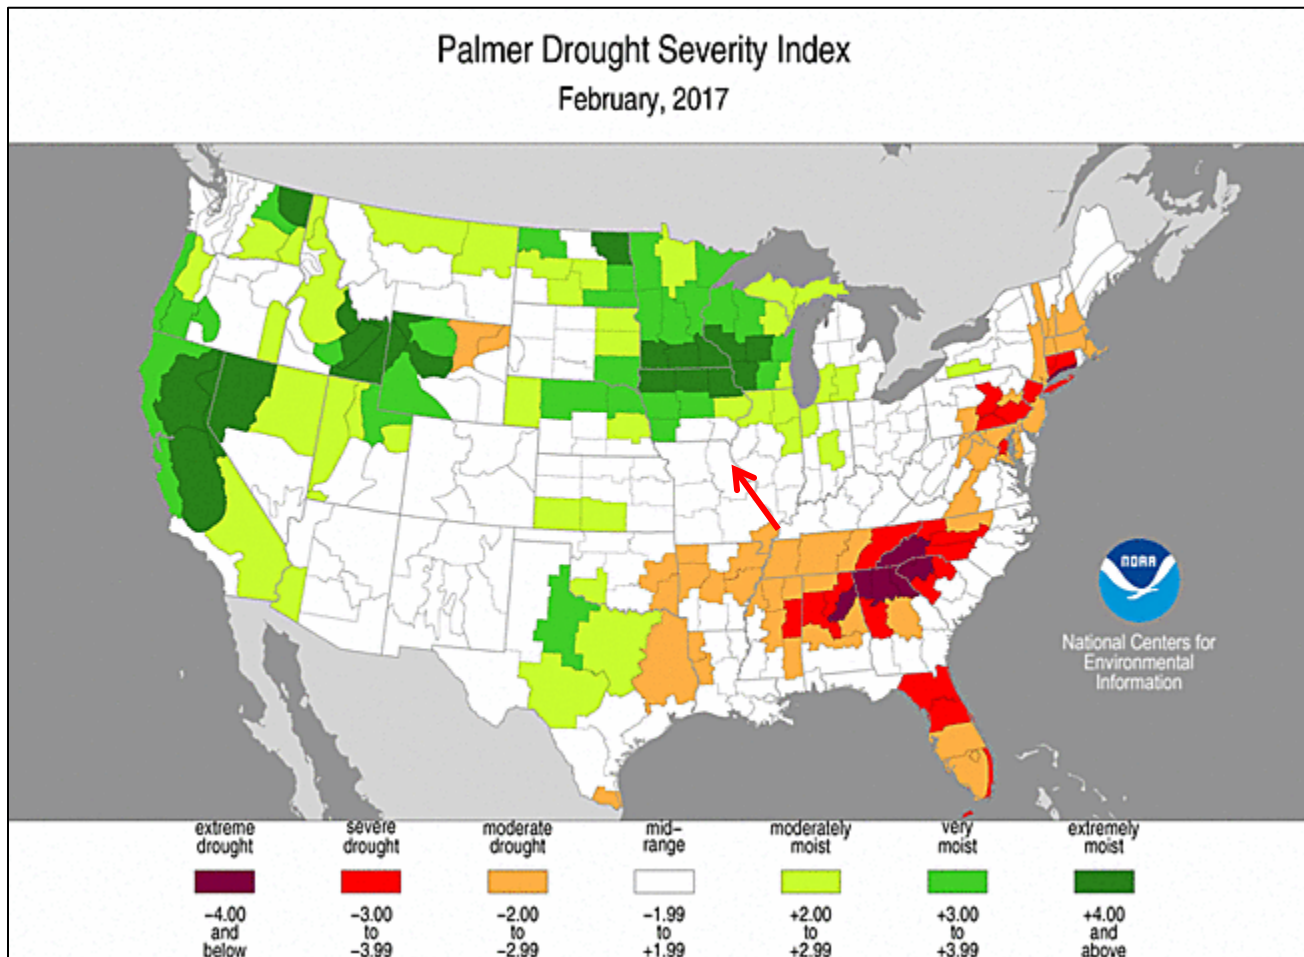 Palmer Drought Severity Index
February, 2017
NOAA
National Centers for
Environmental
Information
extreme
drought
severe
drought
moderate
drought
mid–
range
moderately
moist
very
moist
extremely
moist
−4.00
and
below
−3.00
to
−3.99
−2.00
to
−2.99
−1.99
to
+1.99
+2.00
to
+2.99
+3.00
to
+3.99
+4.00
and
above